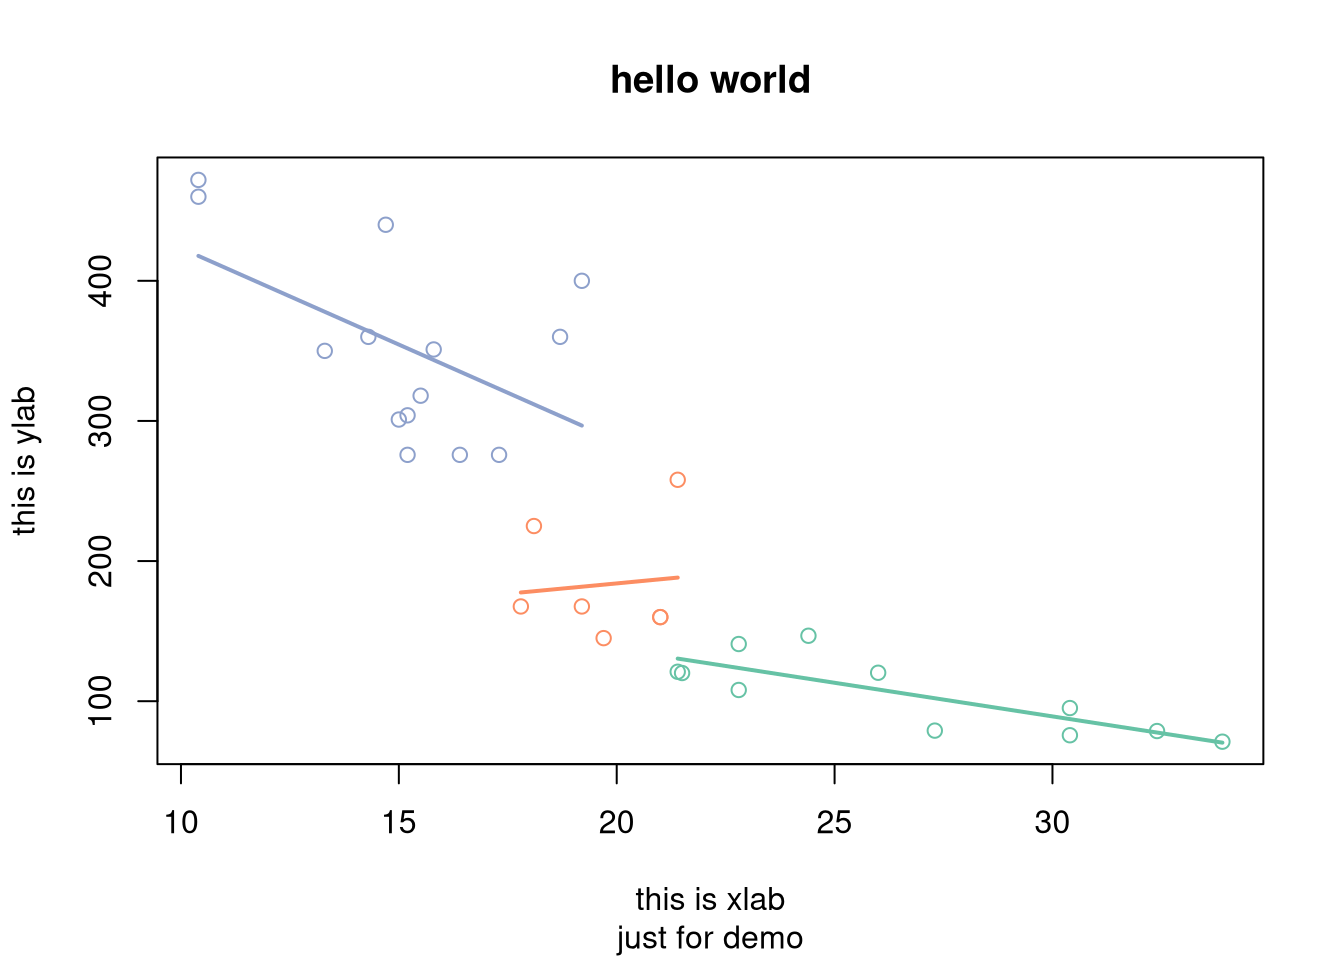 hello world
this is ylab
400
300
200
100
10 15 20 25 30
this is xlab
just for demo